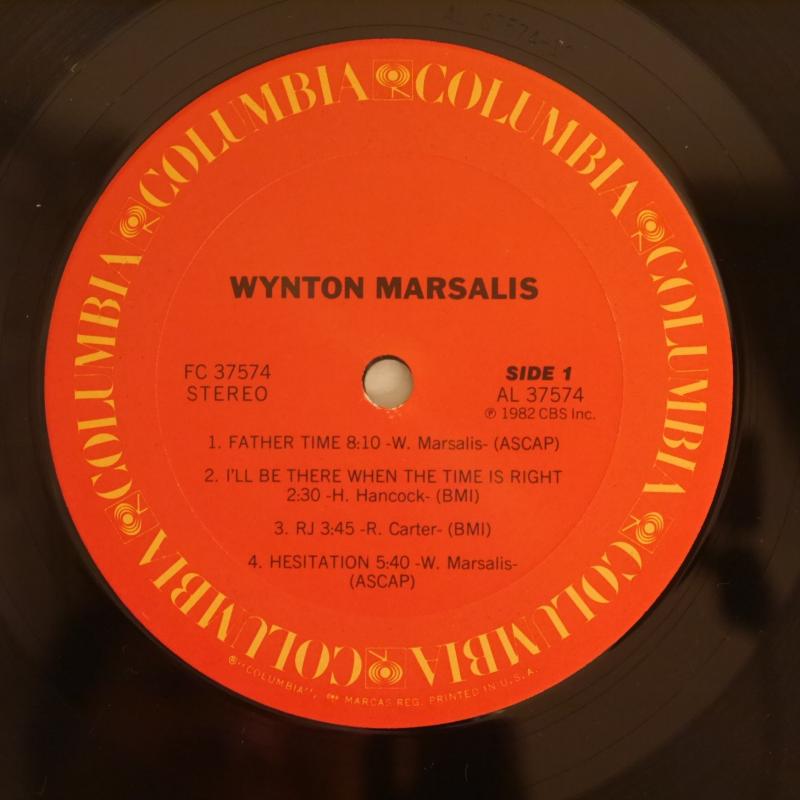 COLUMBIA COLUMBIA COLUMBIA COLUMBIA COLUMBIA COLUMBIA
WYNTON MARSALIS
FC 37574
STEREO
SIDE 1
AL 37574
℗ 1982 CBS Inc.
1. FATHER TIME 8:10 -W. Marsalis- (ASCAP)
2. I'LL BE THERE WHEN THE TIME IS RIGHT
2:30 -H. Hancock- (BMI)
3. RJ 3:45 -R. Carter- (BMI)
4. HESITATION 5:40 -W. Marsalis-
(ASCAP)
®"COLUMBIA", MARCAS REG. PRINTED IN U.S.A.